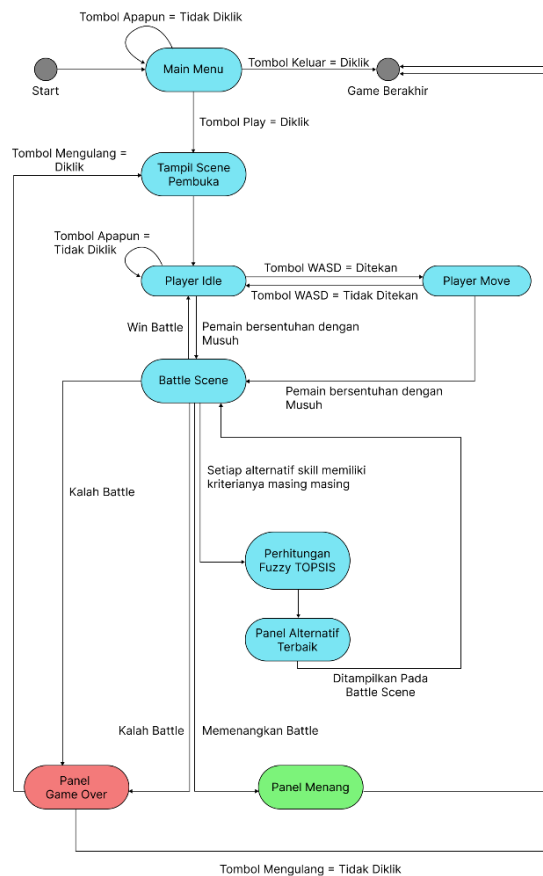 Tombol Apapun = Tidak Diklik
Main Menu
Tombol Keluar = Diklik
Start
Game Berakhir
Tombol Play = Diklik
Tombol Mengulang =
Diklik
Tampil Scene
Pembuka
Tombol Apapun =
Tidak Diklik
Player Idle
Tombol WASD = Ditekan
Tombol WASD = Tidak Ditekan
Player Move
Win Battle
Pemain bersentuhan dengan
Musuh
Battle Scene
Pemain bersentuhan dengan
Musuh
Setiap alternatif skill memiliki
kriterianya masing masing
Kalah Battle
Perhitungan
Fuzzy TOPSIS
Panel Alternatif
Terbaik
Ditampilkan Pada
Battle Scene
Kalah Battle
Memenangkan Battle
Panel
Game Over
Panel Menang
Tombol Mengulang = Tidak Diklik